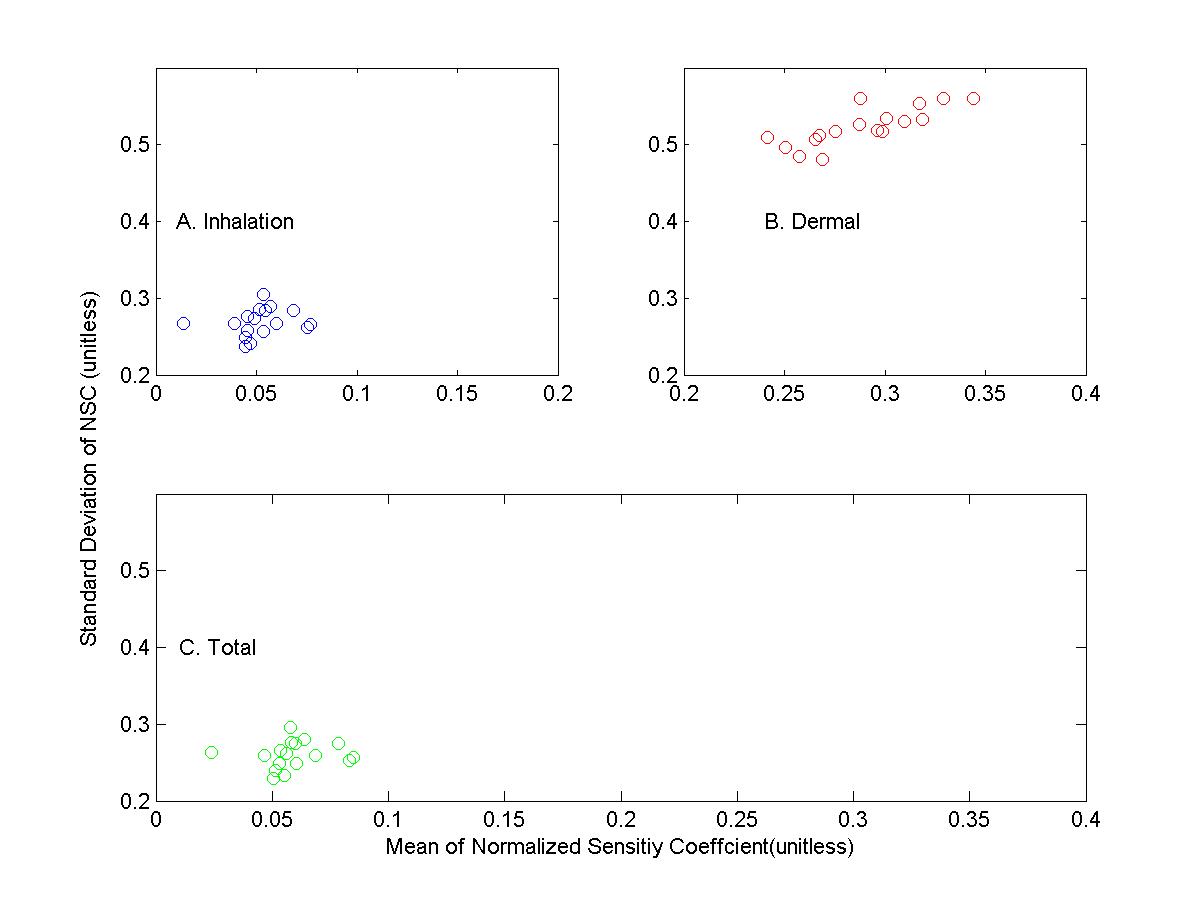 0.5
0.4
0.3
0.2
A. Inhalation
0 0.05 0.1 0.15 0.2
0.5
0.4
0.3
0.2
B. Dermal
0.2 0.25 0.3 0.35 0.4
Standard Deviation of NSC (unitless)
0.5
0.4
0.3
0.2
C. Total
0 0.05 0.1 0.15 0.2 0.25 0.3 0.35 0.4
Mean of Normalized Sensitiy Coeffcient(unitless)